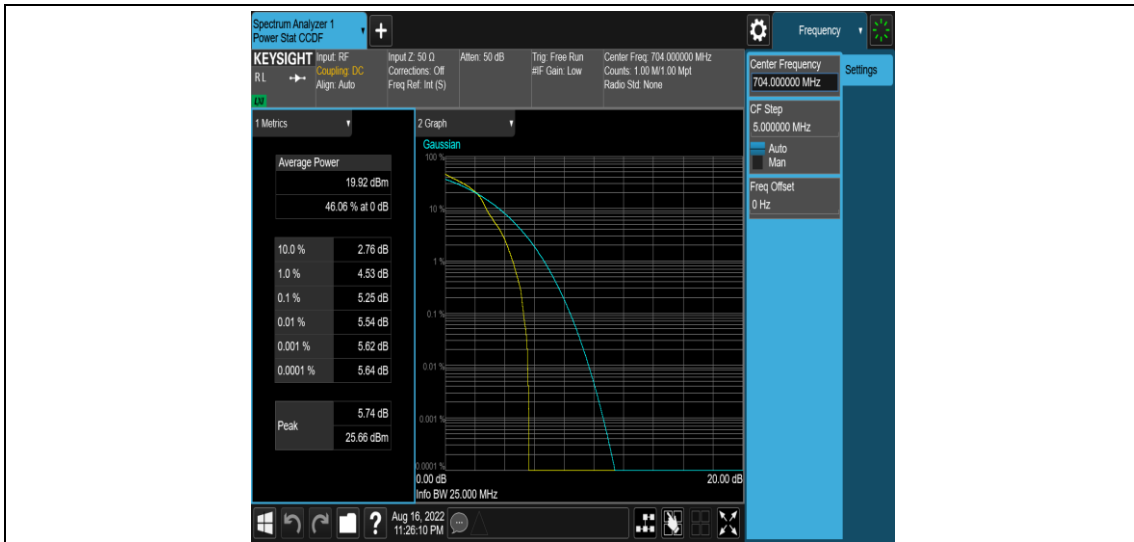 Spectrum Analyzer 1
Power Stat CCDF
+
Frequency
KEYSIGHT
RL
LXI
Input: RF
Coupling: DC
Align: Auto
Input Z: 50 Ω
Corrections: Off
Freq Ref: Int (S)
Atten: 50 dB
Trig: Free Run
#IF Gain: Low
Center Freq: 704.000000 MHz
Counts: 1.00 M/1.00 Mpt
Radio Std: None
Center Frequency
704.000000 MHz
Settings
CF Step
5.000000 MHz
Auto
Man
Freq Offset
0 Hz
1 Metrics
Average Power
19.92 dBm
46.06 % at 0 dB
10.0 % 2.76 dB
1.0 % 4.53 dB
0.1 % 5.25 dB
0.01 % 5.54 dB
0.001 % 5.62 dB
0.0001 % 5.64 dB
Peak 5.74 dB
25.66 dBm
2 Graph
Gaussian
100 %
10 %
1 %
0.1 %
0.01 %
0.001 %
0.0001 %
0.00 dB 20.00 dB
Info BW 25.000 MHz
?
Aug 16, 2022
11:26:10 PM